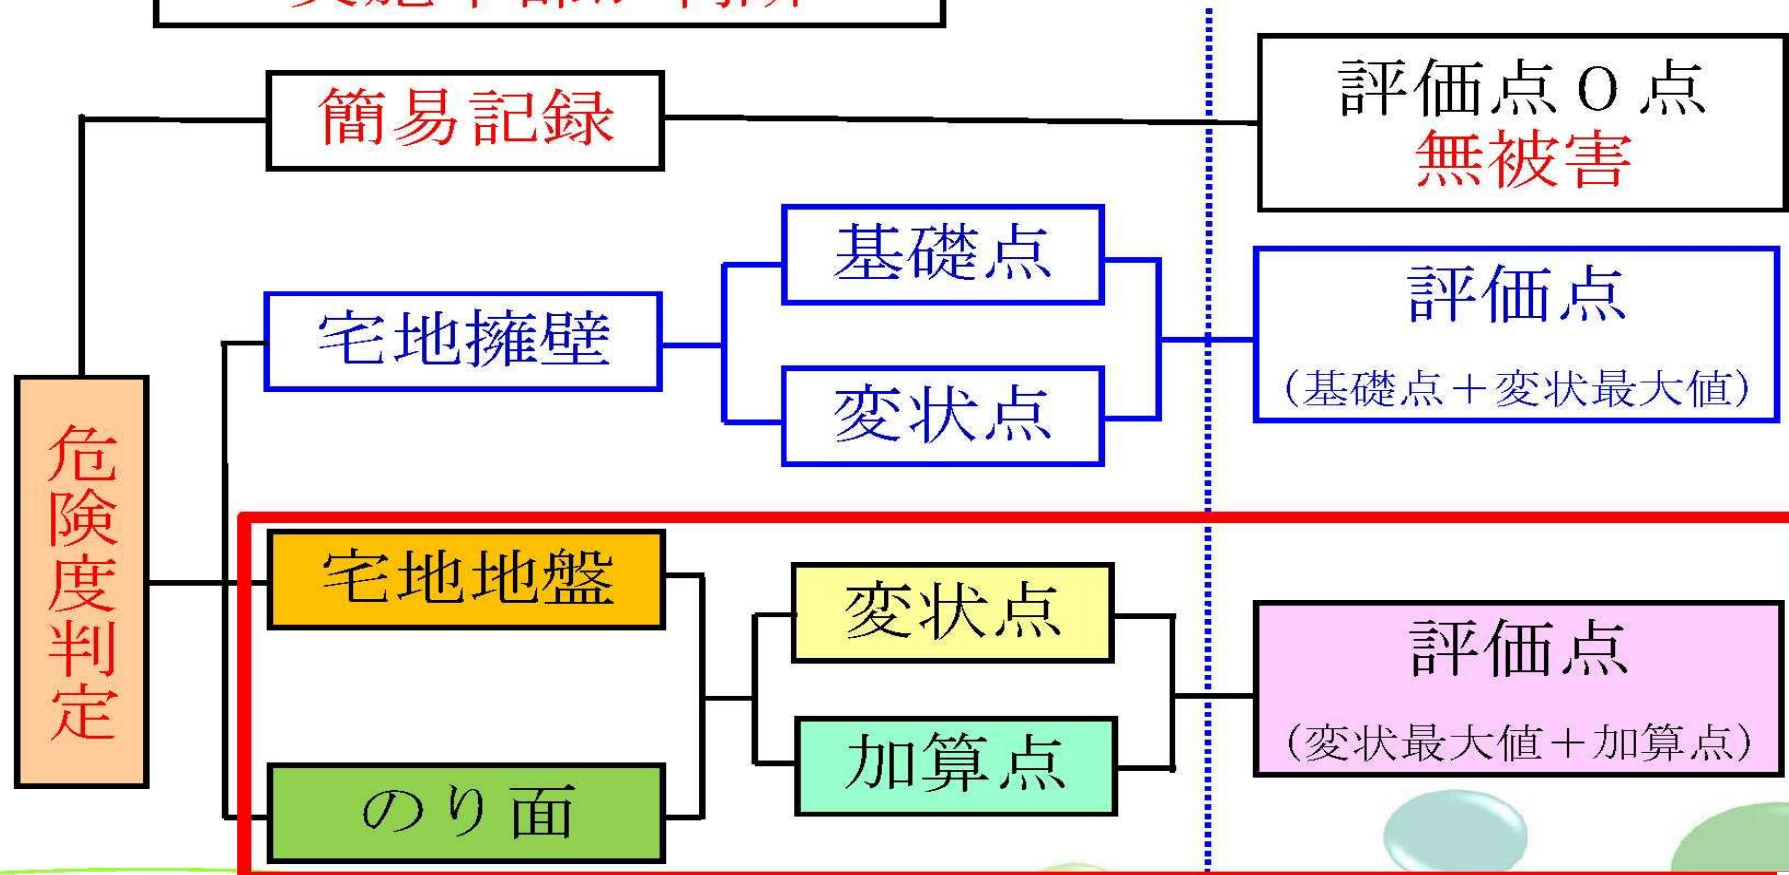 簡易記録
評価点０点
無被害
基礎点
宅地擁壁
変状点
評価点
（基礎点＋変状最大値）
危険度判定
宅地地盤
変状点
評価点
（変状最大値＋加算点）
加算点
のり面